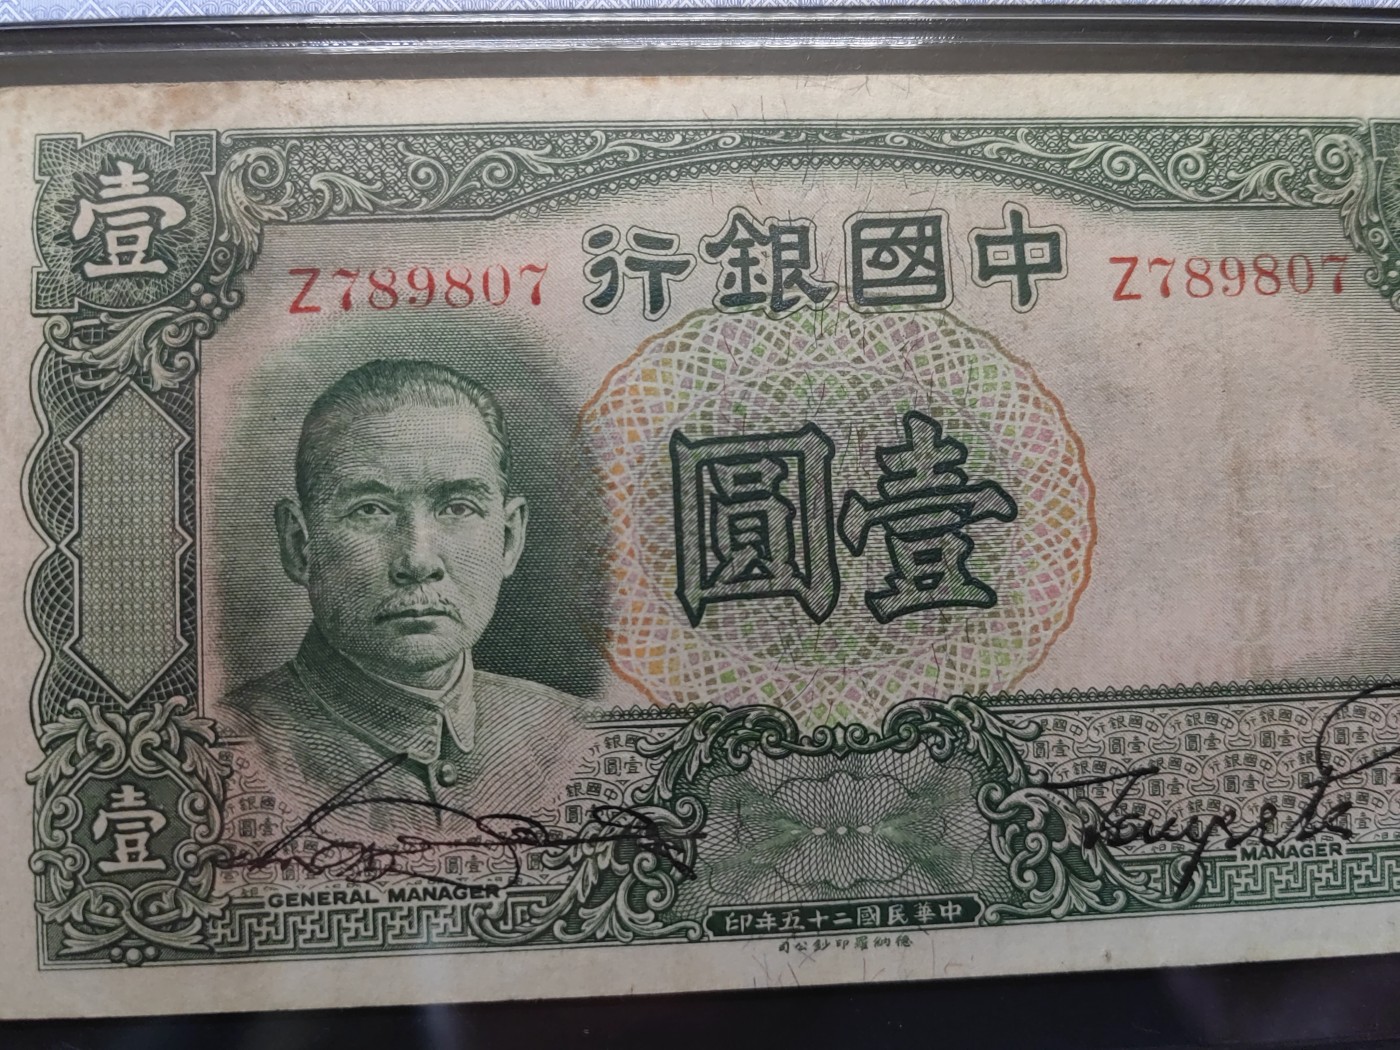 壹
中國銀行
Z789807
Z789807
壹圓
壹
GENERAL MANAGER
MANAGER
中華民國二十五年印
德納羅印鈔公司